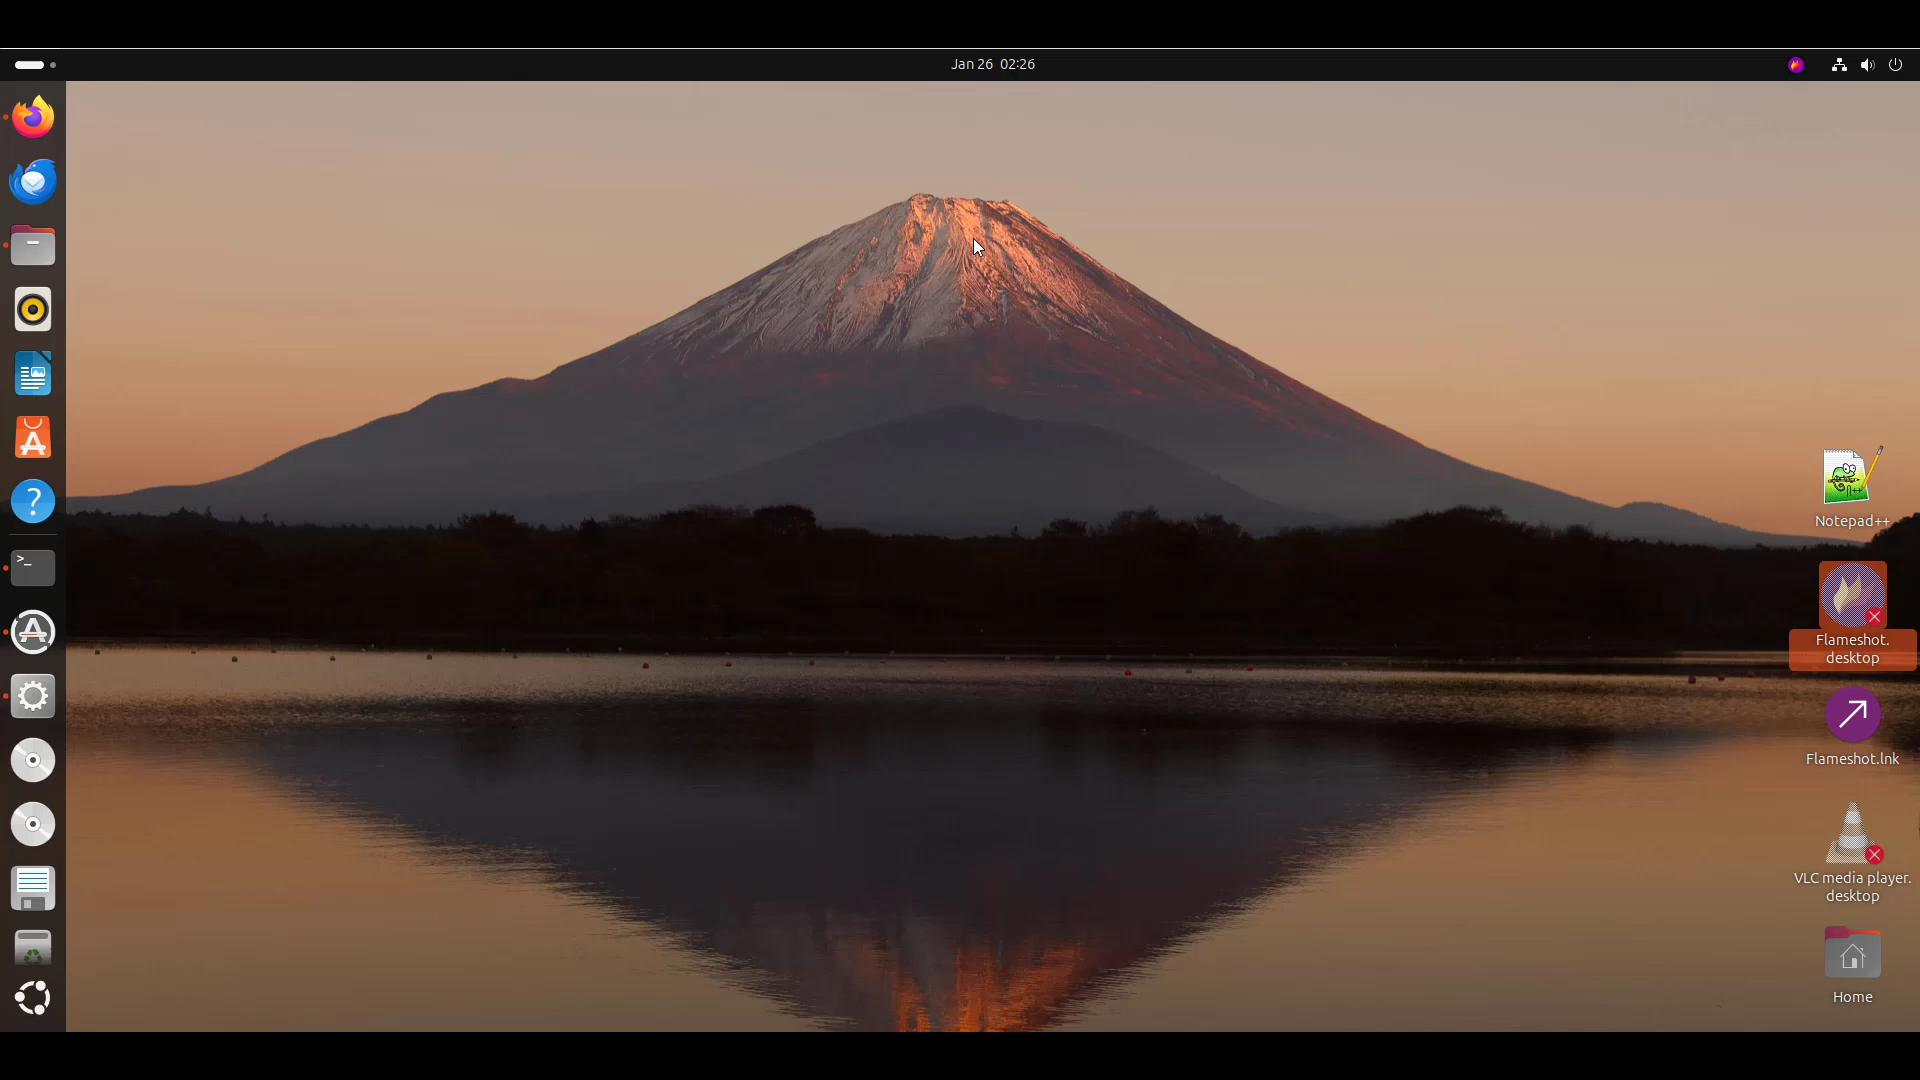 Jan 26 02:26
Notepad++
Flameshot.
desktop
Flameshot.lnk
VLC media player.
desktop
Home